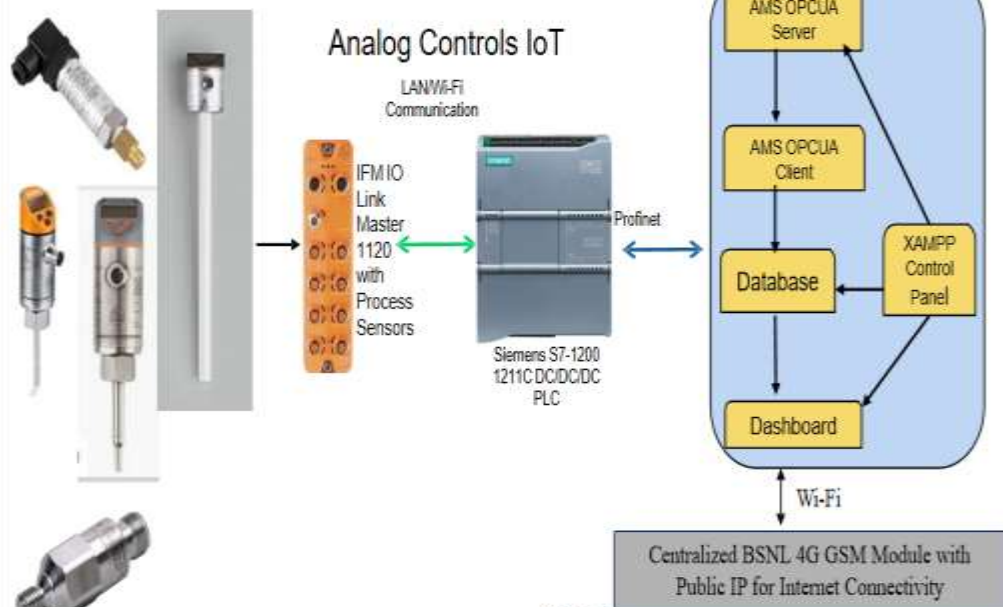 Analog Controls IoT
LAN/Wi-Fi
Communication
IFM IO
Link
Master
1120
with
Process
Sensors
SIEMENS
Siemens S7-1200
1211C DC/DC/DC
PLC
Profinet
AMS OPCUA
Server
AMS OPCUA
Client
Database
XAMPP
Control
Panel
Dashboard
Wi-Fi
Centralized BSNL 4G GSM Module with
Public IP for Internet Connectivity